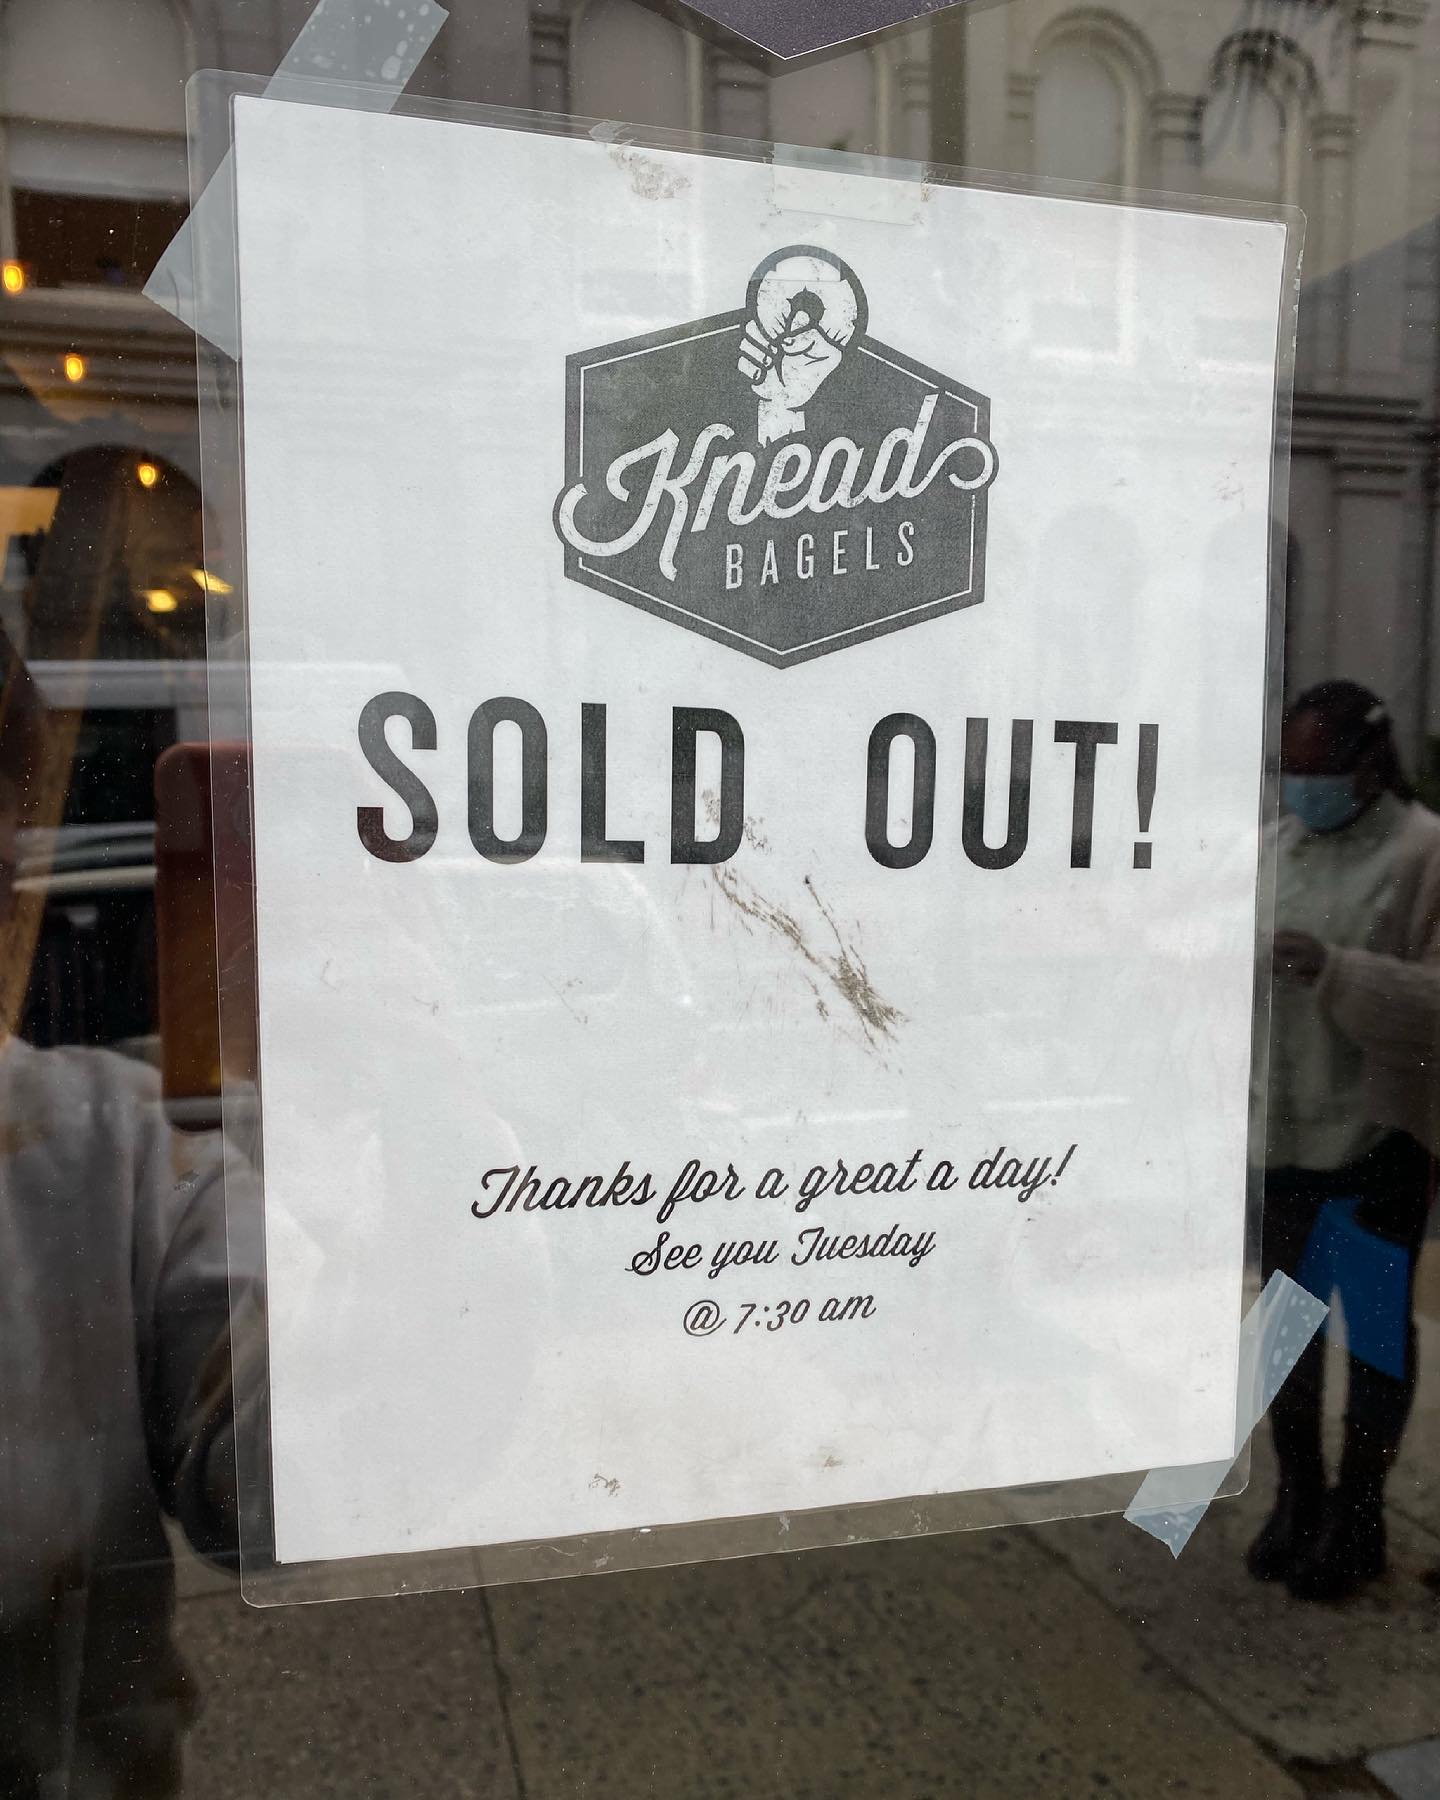 Knead
BAGELS
SOLD OUT!
Thanks for a great a day!
See you Tuesday
@ 7:30 am